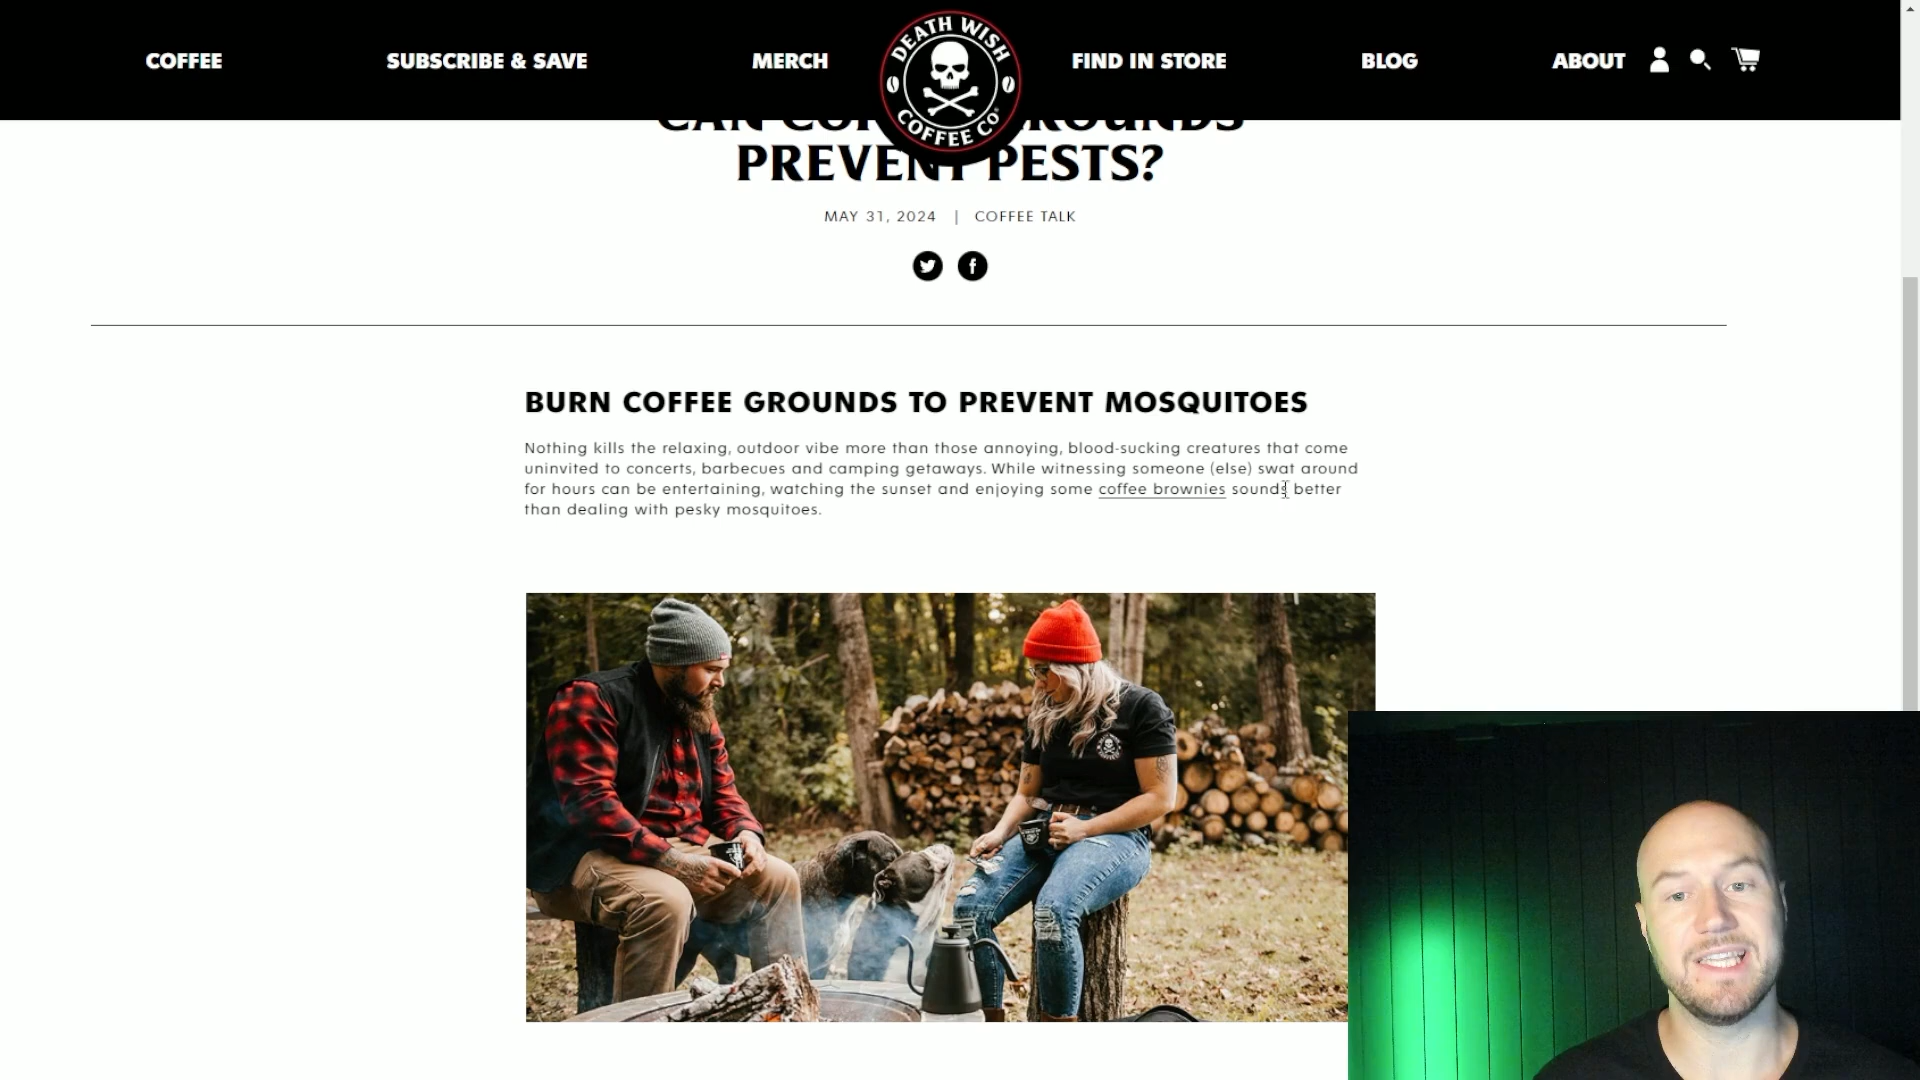 COFFEE
SUBSCRIBE & SAVE
MERCH
DEATH WISH
COFFEE CO
FIND IN STORE
BLOG
ABOUT
PREVENT PESTS?
MAY 31, 2024 | COFFEE TALK
BURN COFFEE GROUNDS TO PREVENT MOSQUITOES
Nothing kills the relaxing, outdoor vibe more than those annoying, blood-sucking creatures that come
uninvited to concerts, barbecues and camping getaways. While witnessing someone (else) swat around
for hours can be entertaining, watching the sunset and enjoying some coffee brownies sounds better
than dealing with pesky mosquitoes.